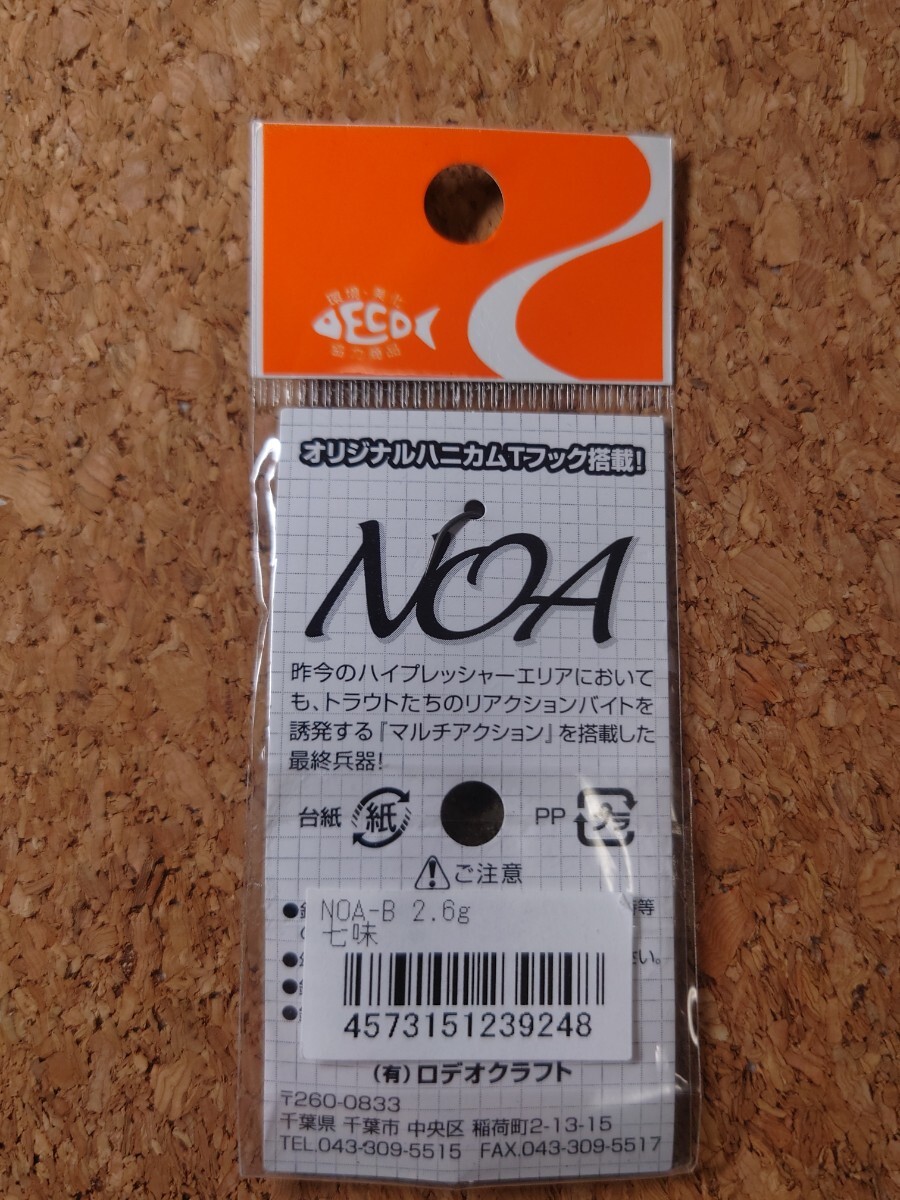 環境・美化
ECO
協力商品
オリジナルハニカムTフック搭載!
NOA
昨今のハイプレッシャーエリアにおいて
も、トラウトたちのリアクションバイトを
誘発する『マルチアクション』を搭載した
最終兵器!
台紙 紙 PP プラ
ご注意
等
さい。
NOA-B 2.6g
七味
4573151239248
(有)ロデオクラフト
〒260-0833
千葉県 千葉市 中央区 稲荷町2-13-15
TEL.043-309-5515 FAX.043-309-5517